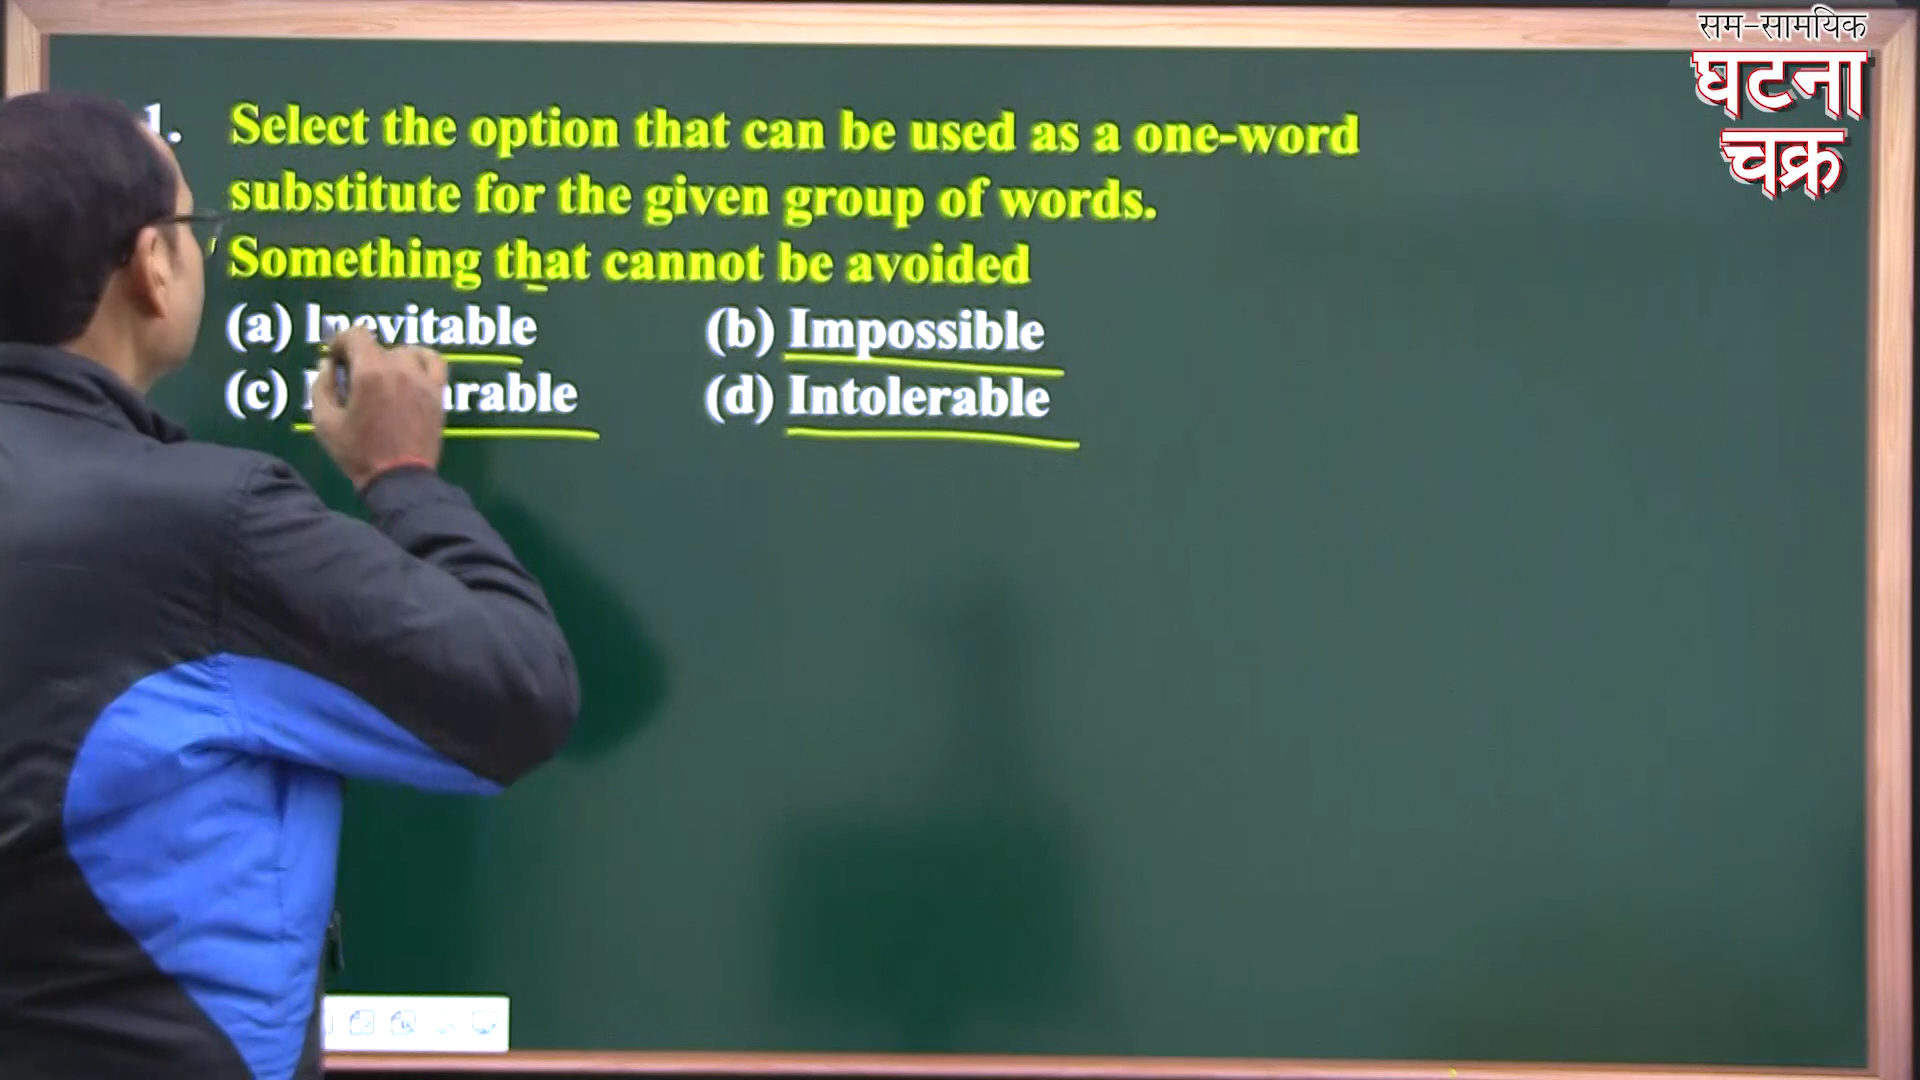 सम-सामयिक
घटना
चक्र
1. Select the option that can be used as a one-word
substitute for the given group of words.
Something that cannot be avoided
(a) Inevitable (b) Impossible
(c) (d) Intolerable